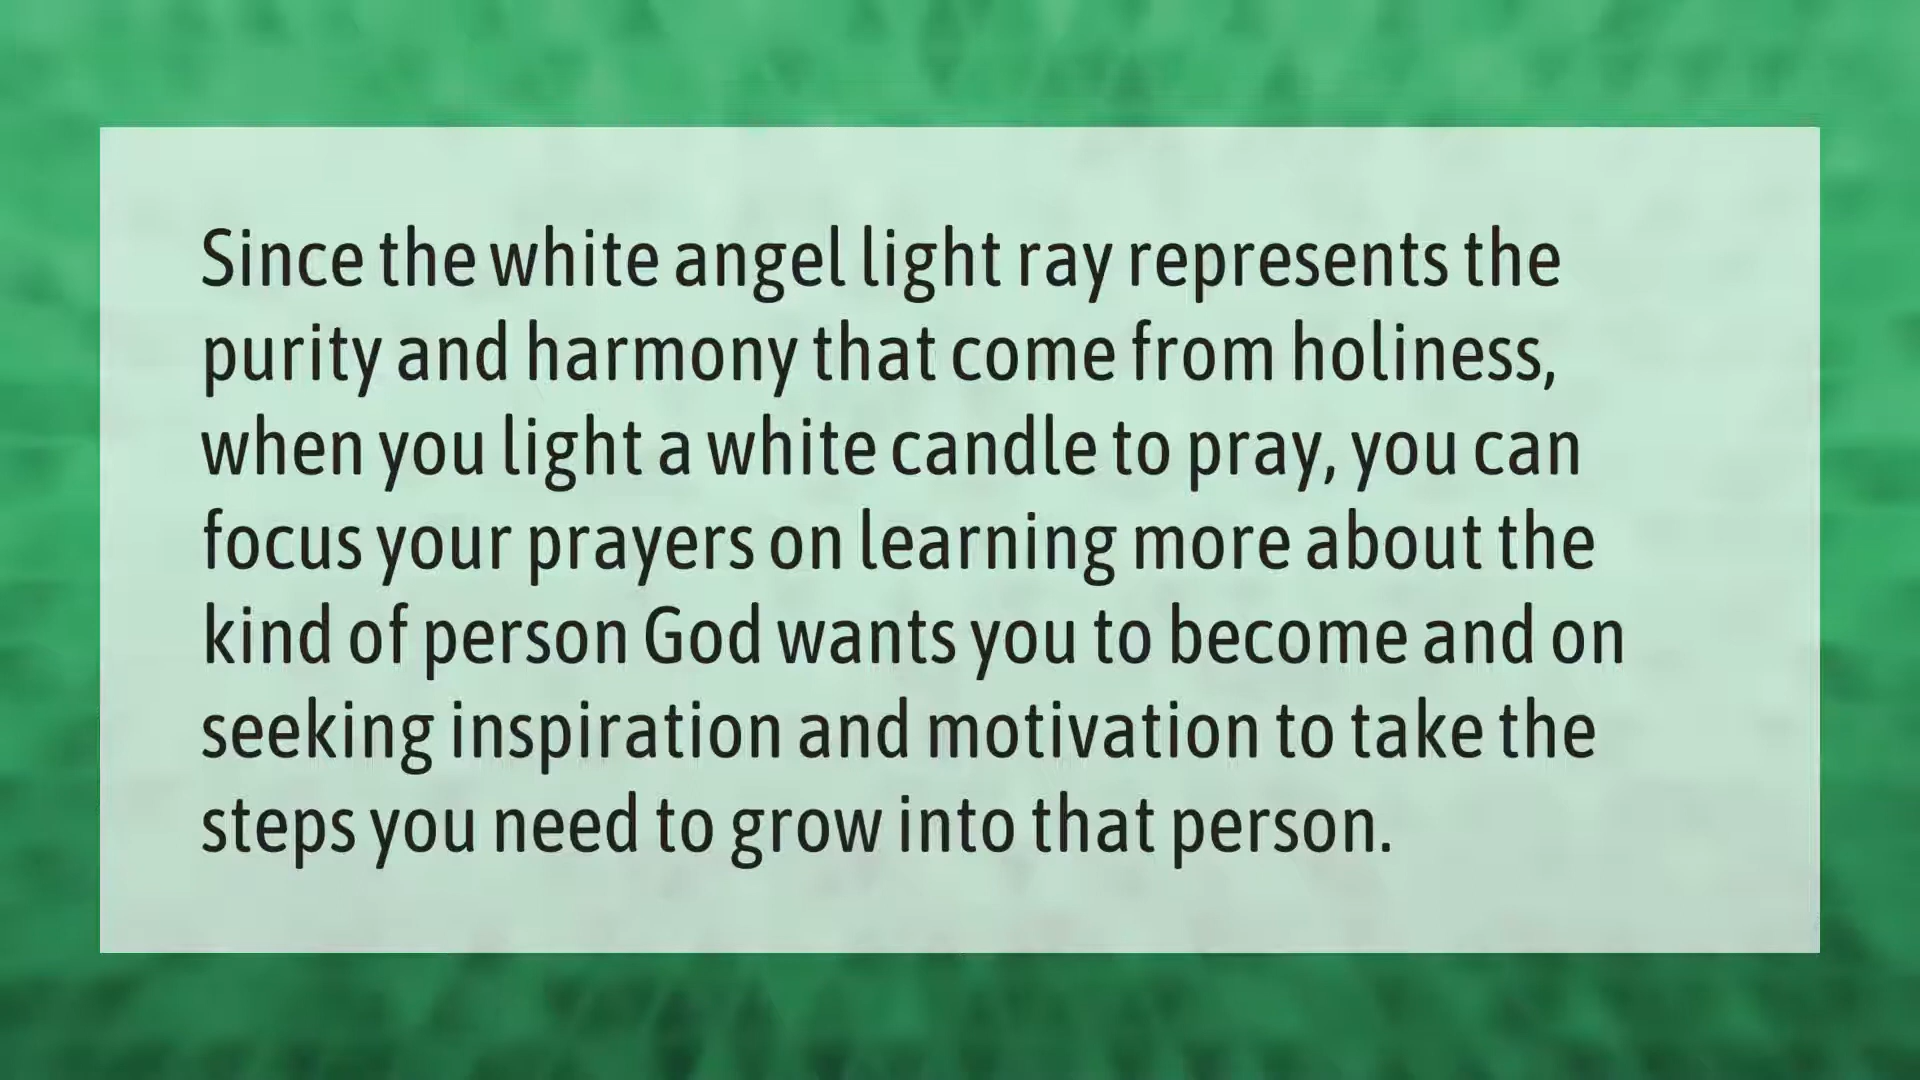 Since the white angel light ray represents the
purity and harmony that come from holiness,
when you light a white candle to pray, you can
focus your prayers on learning more about the
kind of person God wants you to become and on
seeking inspiration and motivation to take the
steps you need to grow into that person.